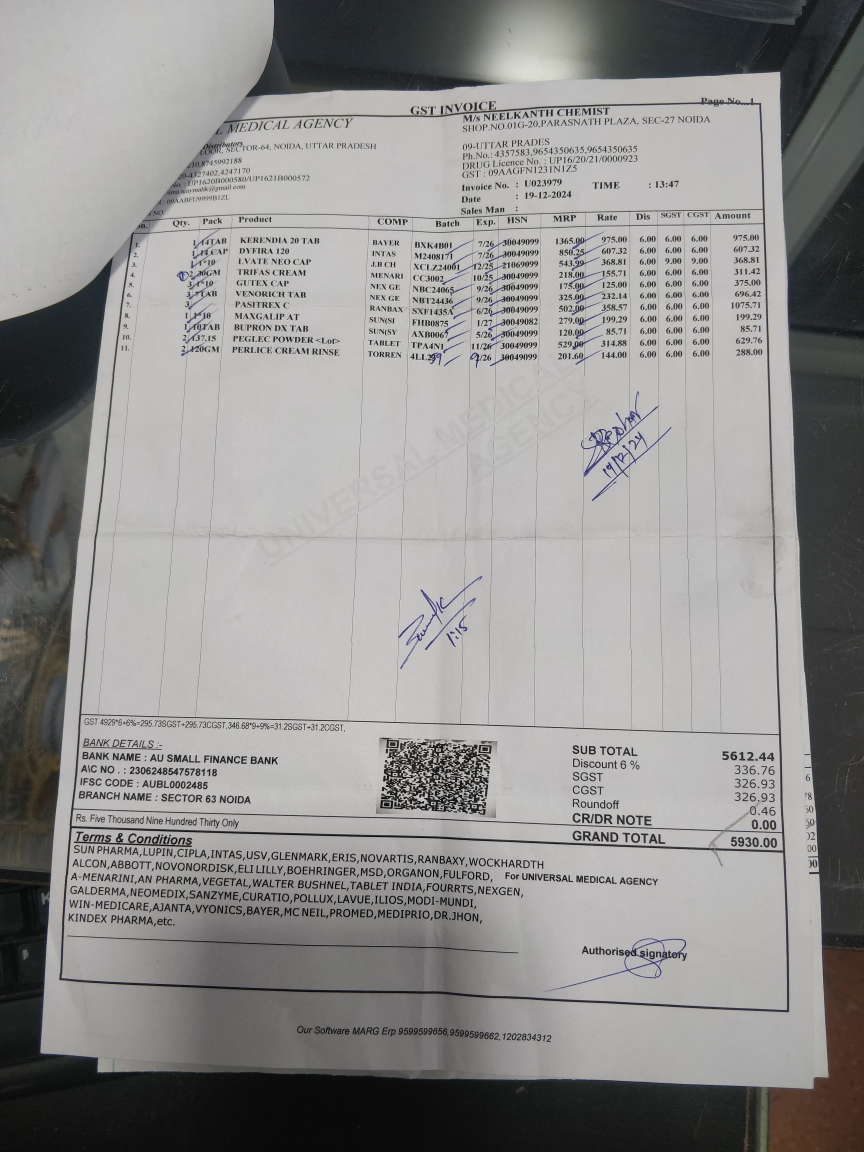 GST INVOICE
Page No...1
L MEDICAL AGENCY
Distributors
LOOR, SECTOR-64, NOIDA, UTTAR PRADESH
210,8745992188
20-4327402,4247170
No. : UP1620B000580/UP1621B000572
09AABFU9999B1ZL
M/s NEELKANTH CHEMIST
SHOP.NO.01G-20,PARASNATH PLAZA, SEC-27 NOIDA
09-UTTAR PRADES
Ph.No.: 4357583,9654350635,9654350635
DRUG Licence No.: UP16/20/21/0000923
GST : 09AAGFN1231N1Z5
Invoice No. : U023979 TIME : 13:47
Date : 19-12-2024
Sales Man :
Qty. Pack Product COMP Batch Exp. HSN MRP Rate Dis SGST CGST Amount
1. 1 14TAB KERENDIA 20 TAB BAYER BXK4B01 7/26 30049099 1365.00 975.00 6.00 6.00 6.00 975.00
2. 1 14 CAP DYFIRA 120 INTAS M2408171 7/26 30049099 850.25 607.32 6.00 6.00 6.00 607.32
3. 1 1*10 LVATE NEO CAP J.B CH XCLZ24001 12/25 21069099 543.99 368.81 6.00 9.00 9.00 368.81
4. 2 30GM TRIFAS CREAM MENARI CC3002 10/25 30049099 218.00 155.71 6.00 6.00 6.00 311.42
5. 3 1*10 GUTEX CAP NEX GE NBC24065 9/26 30049099 175.00 125.00 6.00 6.00 6.00 375.00
6. 3 TAB VENORICH TAB NEX GE NBT24436 9/26 30049099 325.00 232.14 6.00 6.00 6.00 696.42
7. 3 PASITREX C RANBAX SXF1435A 6/26 30049099 502.00 358.57 6.00 6.00 6.00 1075.71
8. 1 1*10 MAXGALIP AT SUN(SI FHB0875 1/27 30049082 279.00 199.29 6.00 6.00 6.00 199.29
9. 1 10TAB BUPRON DX TAB SUN(SY AXB0067 5/26 30049099 120.00 85.71 6.00 6.00 6.00 85.71
10. 2 137.15 PEGLEC POWDER <Lot> TABLET TPA4N1 11/26 30049099 529.00 314.88 6.00 6.00 6.00 629.76
11. 2 120GM PERLICE CREAM RINSE TORREN 9/26 30049099 201.60 144.00 6.00 6.00 6.00 288.00
UNIVERSAL MEDICAL
AGENCY
19/12/24
1:15
GST 4929*6+6%=295.73SGST+295.73CGST,346.68*9+9%=31.2SGST+31.2CGST,
BANK DETAILS :-
BANK NAME : AU SMALL FINANCE BANK
A\C NO . : 2306248547578118
IFSC CODE : AUBL0002485
BRANCH NAME : SECTOR 63 NOIDA
SUB TOTAL 5612.44
Discount 6 % 336.76
SGST 326.93
CGST 326.93
Roundoff 0.46
CR/DR NOTE 0.00
GRAND TOTAL 5930.00
Rs. Five Thousand Nine Hundred Thirty Only
Terms & Conditions
SUN PHARMA,LUPIN,CIPLA,INTAS,USV,GLENMARK,ERIS,NOVARTIS,RANBAXY,WOCKHARDTH
ALCON,ABBOTT,NOVONORDISK,ELI LILLY,BOEHRINGER,MSD,ORGANON,FULFORD,
A-MENARINI,AN PHARMA,VEGETAL,WALTER BUSHNEL,TABLET INDIA,FOURRTS,NEXGEN,
GALDERMA,NEOMEDIX,SANZYME,CURATIO,POLLUX,LAVUE,ILIOS,MODI-MUNDI,
WIN-MEDICARE,AJANTA,VYONICS,BAYER,MC NEIL,PROMED,MEDIPRIO,DR.JHON,
KINDEX PHARMA,etc.
For UNIVERSAL MEDICAL AGENCY
Authorised signatory
Our Software MARG Erp 9599599656,9599599662,1202834312